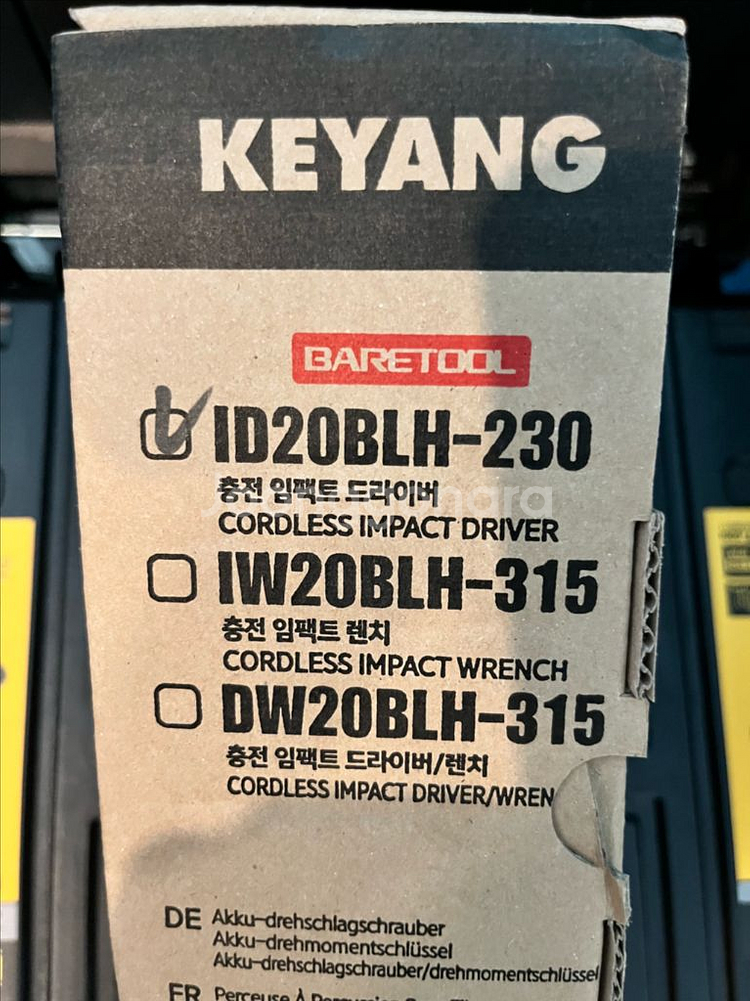 KEYANG
BARETOOL
ID20BLH-230
충전 임팩트 드라이버
CORDLESS IMPACT DRIVER
IW20BLH-315
충전 임팩트 렌치
CORDLESS IMPACT WRENCH
DW20BLH-315
충전 임팩트 드라이버/렌치
CORDLESS IMPACT DRIVER/WREN
DE Akku-drehschlagschrauber
Akku-drehmomentschlüssel
Akku-drehschlagschrauber/drehmomentschlüssel
FR Perceuse À